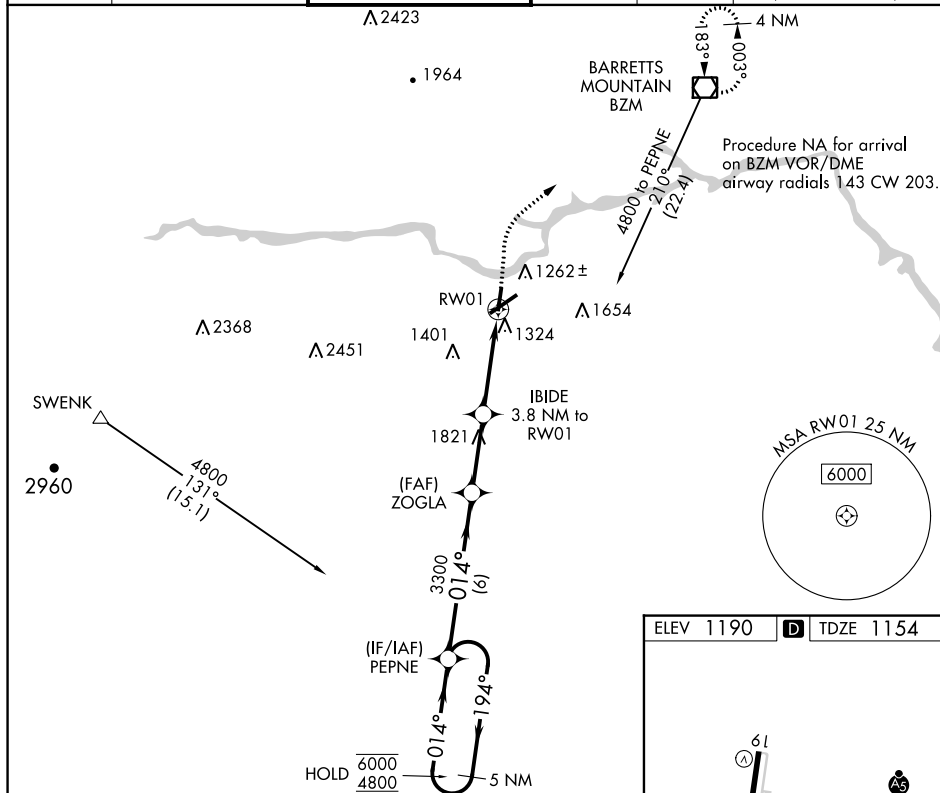 2423
4 NM
183°
003°
1964
BARRETTS
MOUNTAIN
BZM
Procedure NA for arrival
on BZM VOR/DME
airway radials 143 CW 203.
4800 to PEPNE
210°
(22.4)
1262 ±
RW01
1654
2368
1401
1324
2451
SWENK
IBIDE
3.8 NM to
RW01
1821
MSA RW01 25 NM
6000
4800
131°
(15.1)
2960
(FAF)
ZOGLA
3300
014°
(6)
ELEV 1190
D
TDZE 1154
(IF/IAF)
PEPNE
014°
194°
HOLD
6000
4800
5 NM
19
V
A5